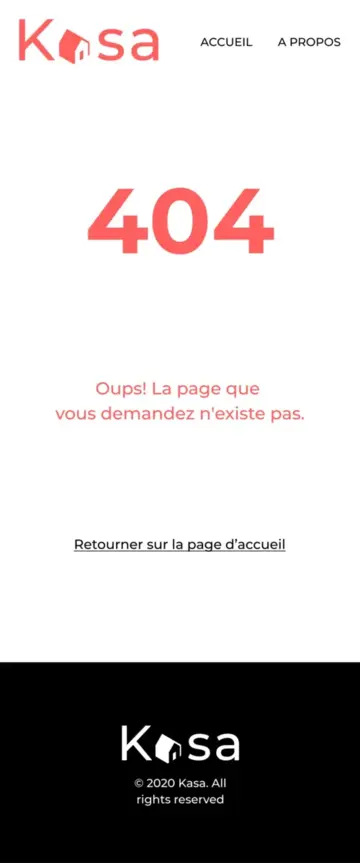 Kasa
ACCUEIL
A PROPOS
404
Oups! La page que
vous demandez n'existe pas.
Retourner sur la page d’accueil
Kasa
© 2020 Kasa. All
rights reserved